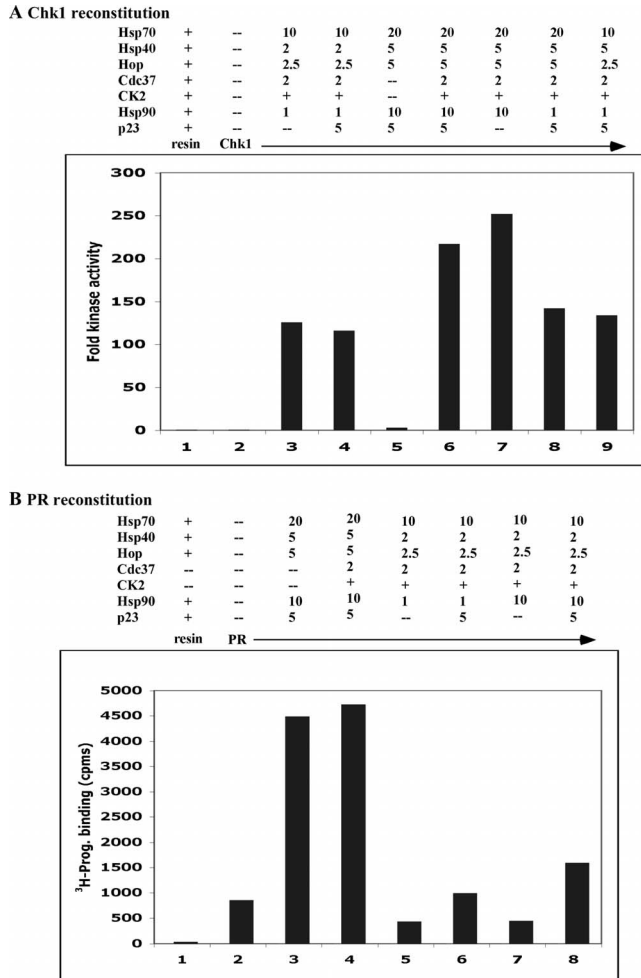 A Chk1 reconstitution
Hsp70 + -- 10 10 20 20 20 20 10
Hsp40 + -- 2 2 5 5 5 5 2
Hop + -- 2.5 2.5 5 5 5 5 2.5
Cdc37 + -- 2 2 -- 2 2 2 2
CK2 + -- + + -- + + + +
Hsp90 + -- 1 1 10 10 10 1 1
p23 + -- -- 5 5 5 -- 5 5
resin Chk1
300
250
200
150
100
50
0
Fold kinase activity
1 2 3 4 5 6 7 8 9
B PR reconstitution
Hsp70 + -- 20 20 10 10 10 10
Hsp40 + -- 5 5 2 2 2 2
Hop + -- 5 5 2.5 2.5 2.5 2.5
Cdc37 -- -- -- 2 2 2 2 2
CK2 -- -- -- + + + + +
Hsp90 + -- 10 10 1 1 10 10
p23 + -- 5 5 -- 5 -- 5
resin PR
5000
4500
4000
3500
3000
2500
2000
1500
1000
500
0
³H-Prog. binding (cpms)
1 2 3 4 5 6 7 8